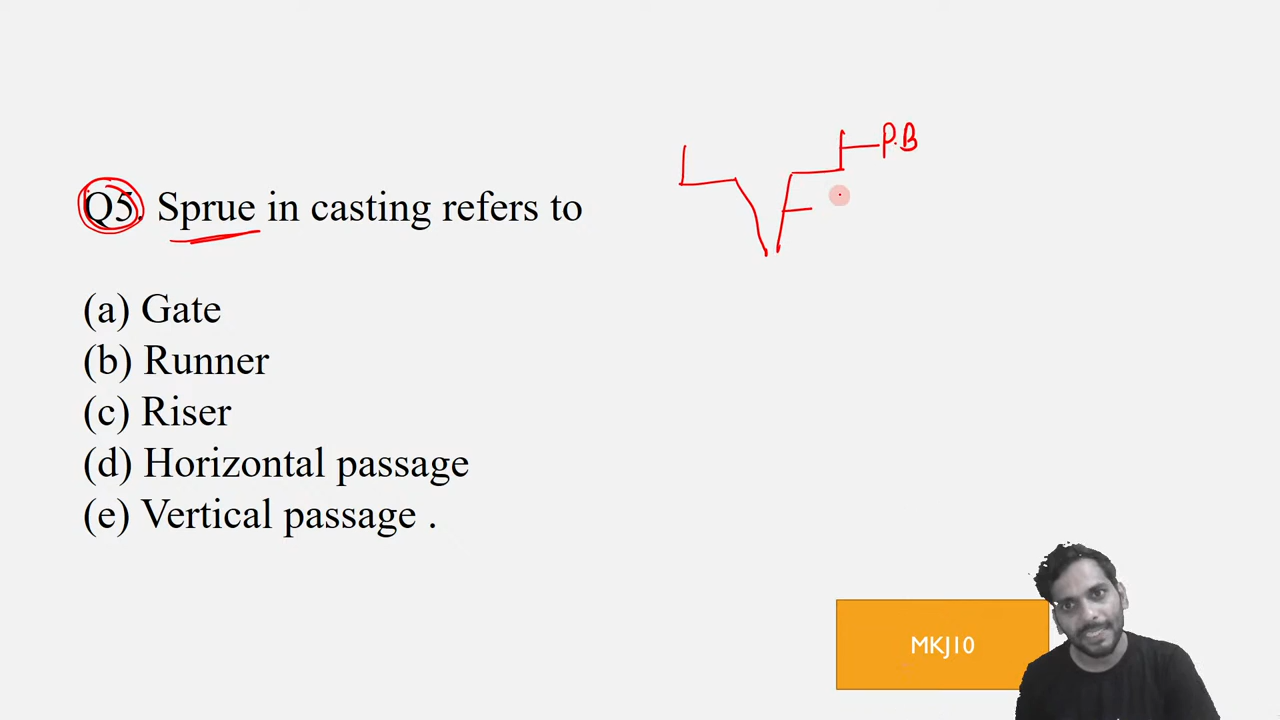 P.B
Q5. Sprue in casting refers to
(a) Gate
(b) Runner
(c) Riser
(d) Horizontal passage
(e) Vertical passage .
MKJ10